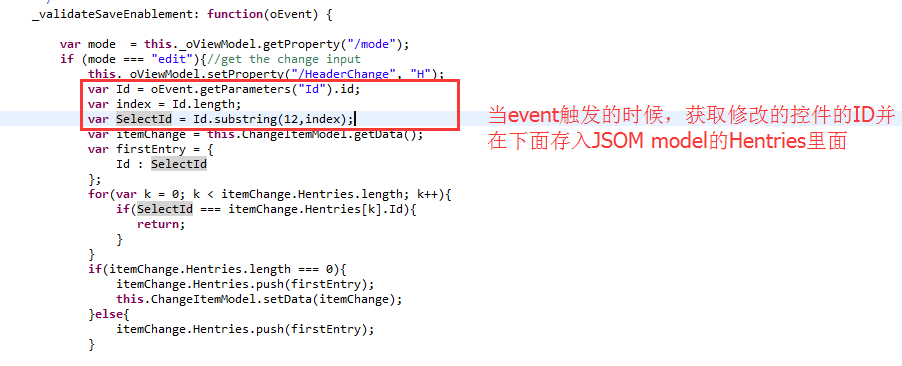 _validateSaveEnablement: function(oEvent) {
var mode  = this._oViewModel.getProperty("/mode");
if (mode === "edit"){//get the change input
this._oViewModel.setProperty("/HeaderChange", "H");
var Id = oEvent.getParameters("Id").id;
var index = Id.length;
var SelectId = Id.substring(12,index);
当event触发的时候，获取修改的控件的ID并
在下面存入JSOM model的Hentries里面
var itemChange = this.ChangeItemModel.getData();
var firstEntry = {
Id : SelectId
};
for(var k = 0; k < itemChange.Hentries.length; k++){
if(SelectId === itemChange.Hentries[k].Id){
return;
}
}
if(itemChange.Hentries.length === 0){
itemChange.Hentries.push(firstEntry);
this.ChangeItemModel.setData(itemChange);
}else{
itemChange.Hentries.push(firstEntry);
}